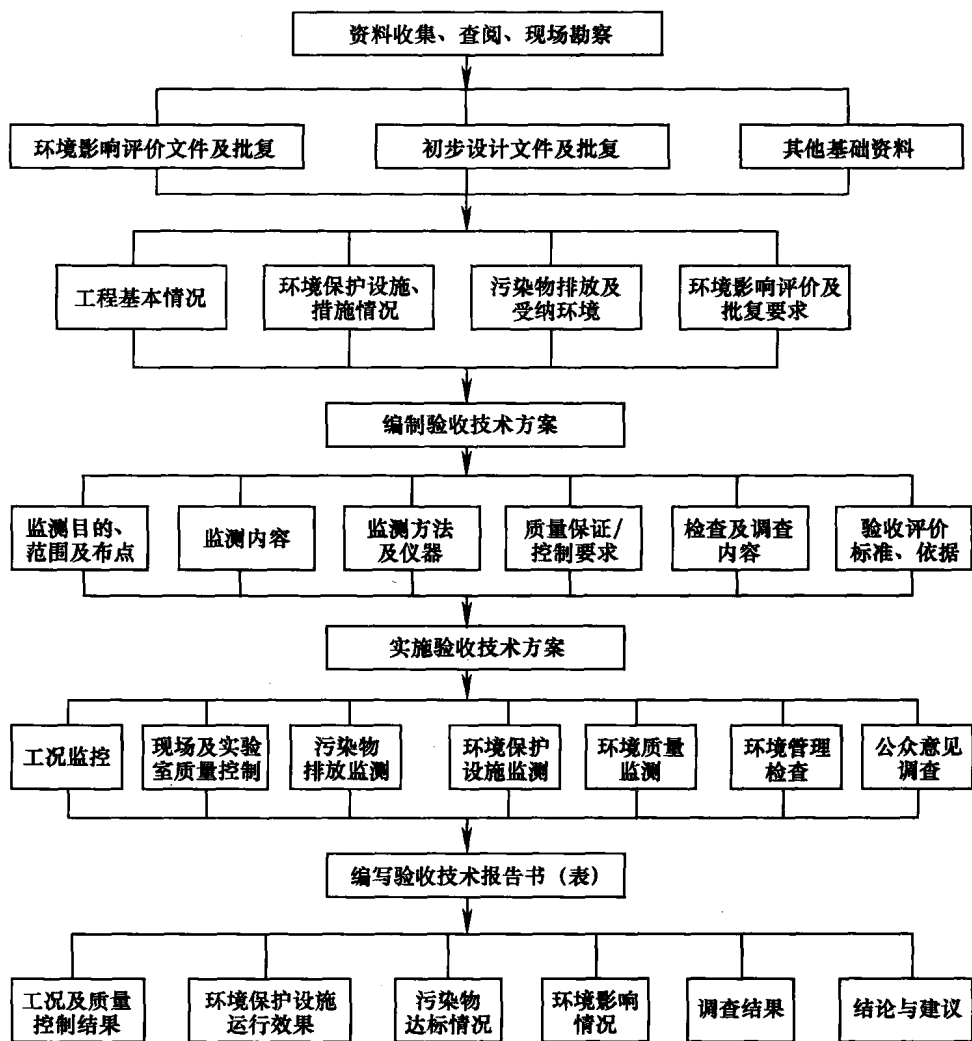 资料收集、查阅、现场勘察
环境影响评价文件及批复
初步设计文件及批复
其他基础资料
工程基本情况
环境保护设施、
措施情况
污染物排放及
受纳环境
环境影响评价及
批复要求
编制验收技术方案
监测目的、
范围及布点
监测内容
监测方法
及仪器
质量保证/
控制要求
检查及调查
内容
验收评价
标准、依据
实施验收技术方案
工况监控
现场及实验
室质量控制
污染物
排放监测
环境保护
设施监测
环境质量
监测
环境管理
检查
公众意见
调查
编写验收技术报告书（表）
工况及质量
控制结果
环境保护设施
运行效果
污染物
达标情况
环境影响
情况
调查结果
结论与建议